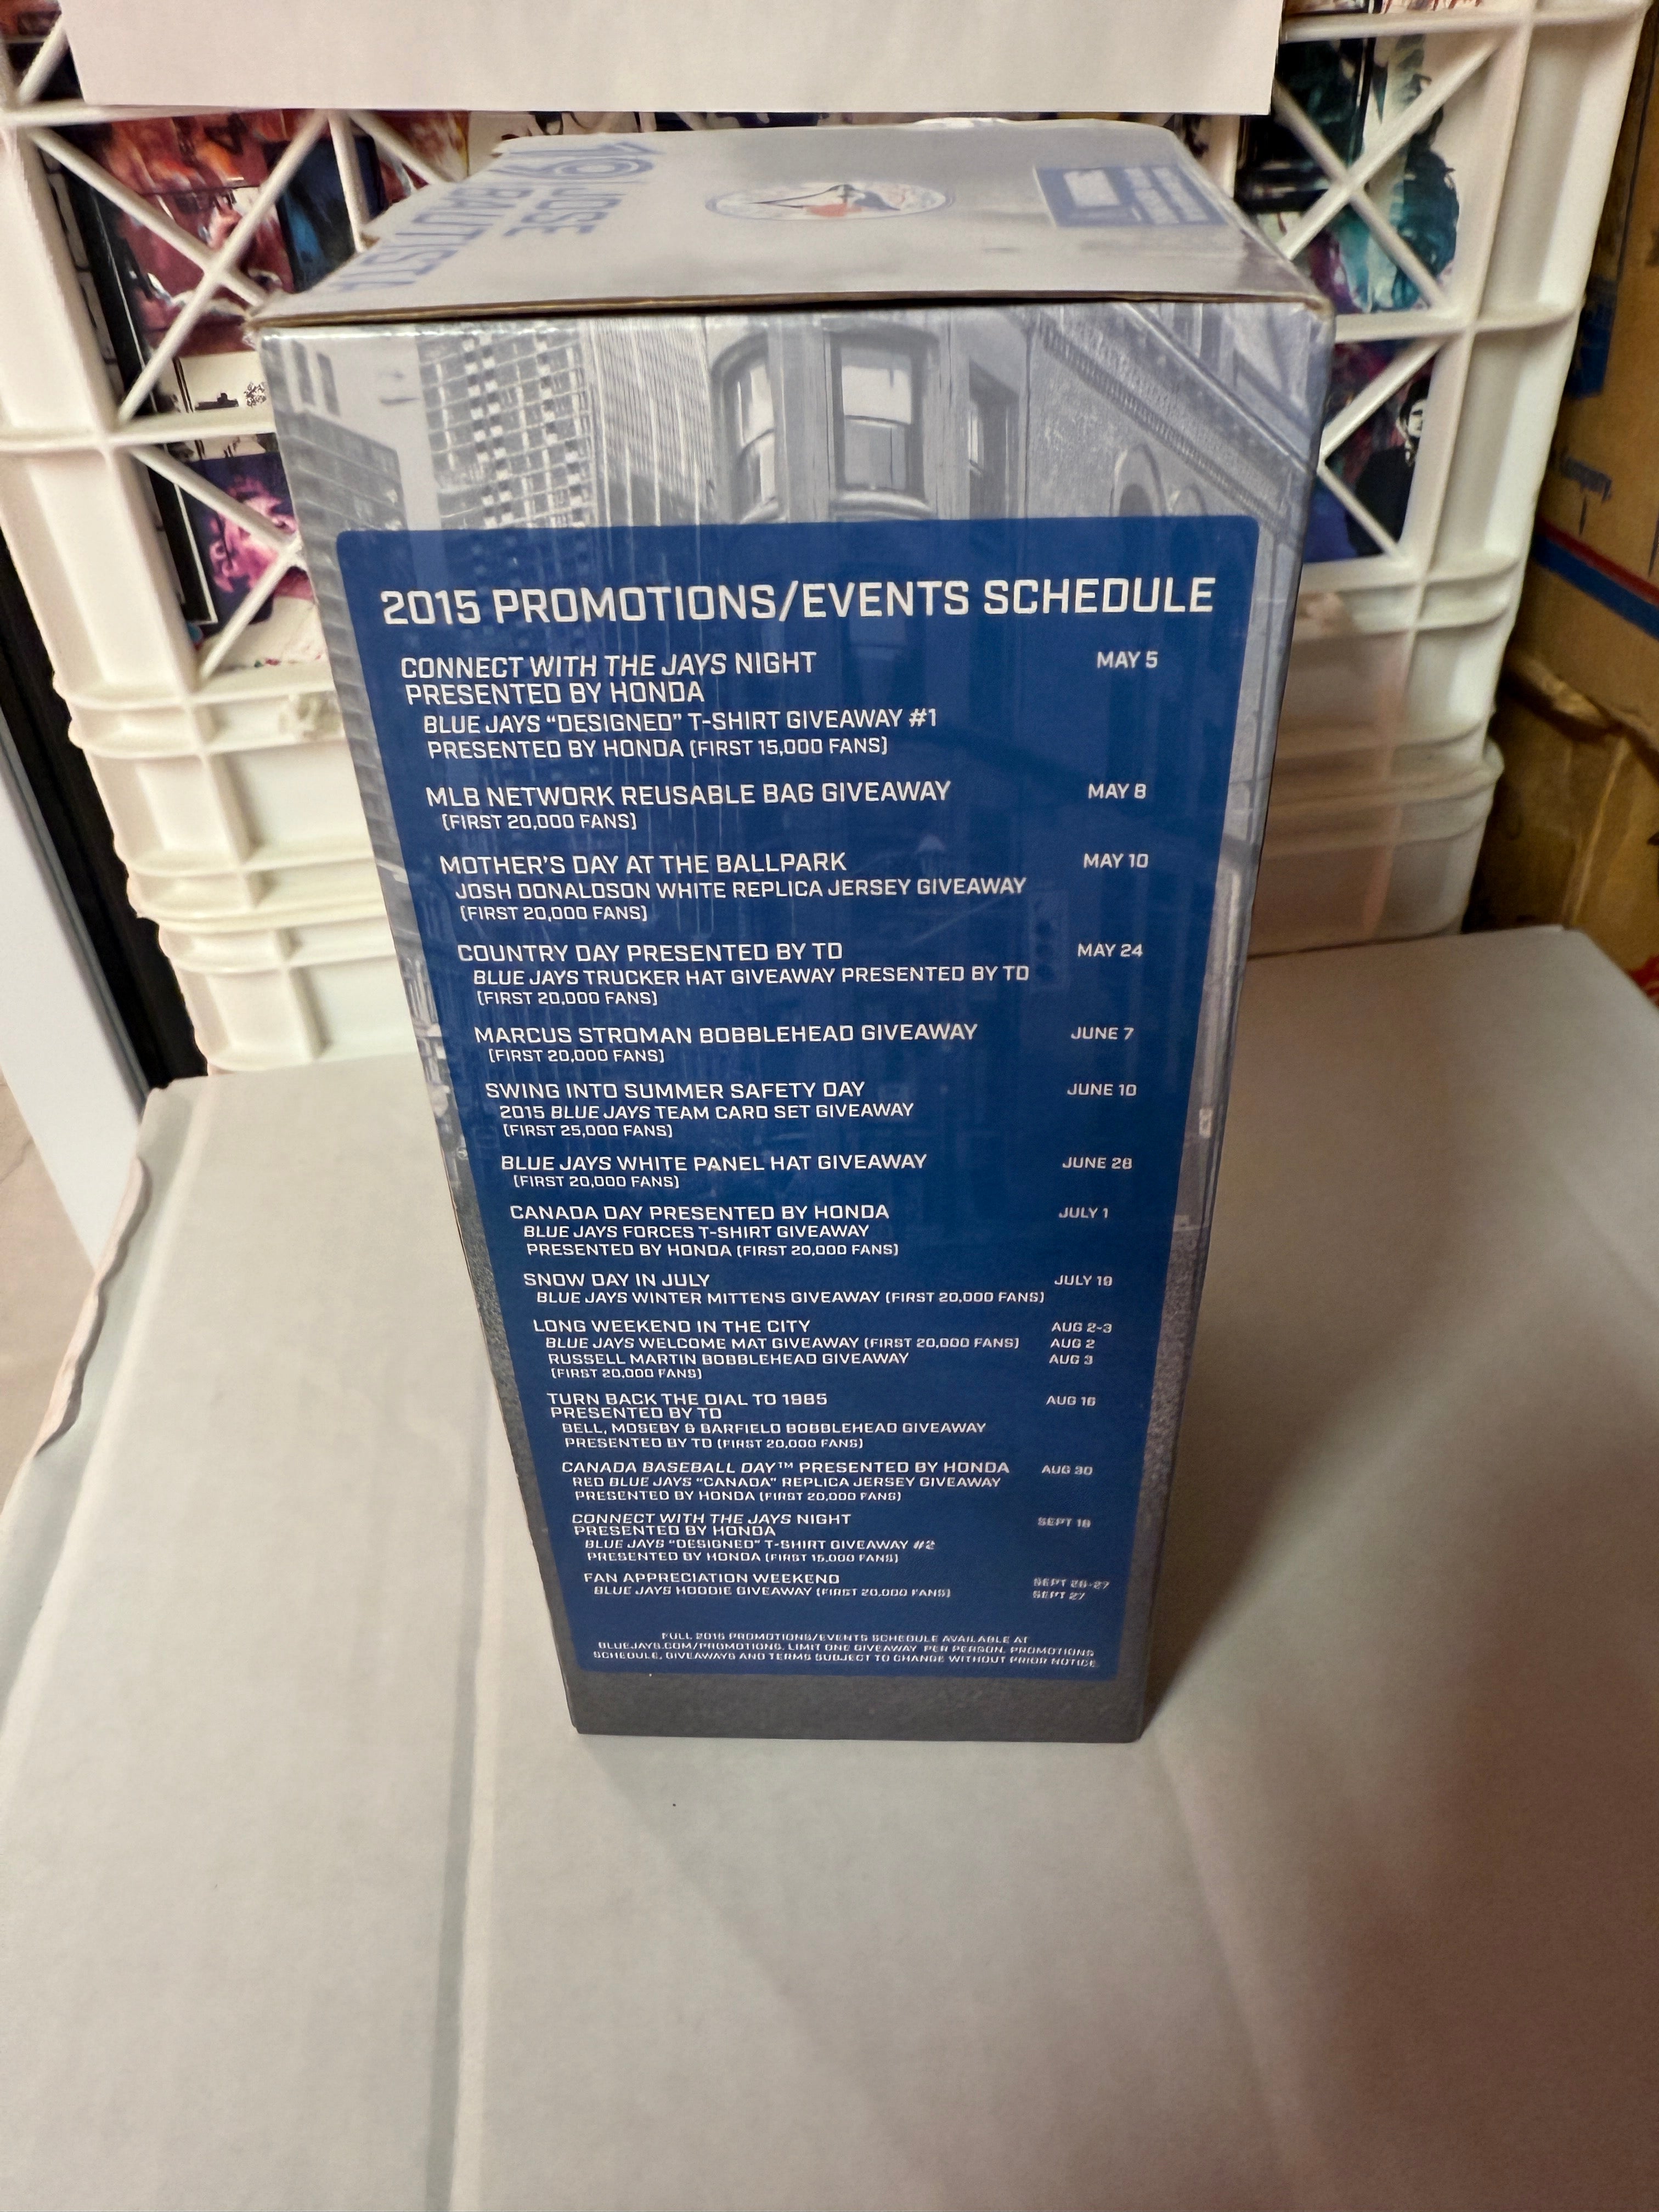 19 JOSE
BAUTISTA
2015 PROMOTIONS/EVENTS SCHEDULE
CONNECT WITH THE JAYS NIGHT MAY 5
PRESENTED BY HONDA
BLUE JAYS “DESIGNED” T-SHIRT GIVEAWAY #1
PRESENTED BY HONDA (FIRST 15,000 FANS)
MLB NETWORK REUSABLE BAG GIVEAWAY MAY 8
(FIRST 20,000 FANS)
MOTHER'S DAY AT THE BALLPARK MAY 10
JOSH DONALDSON WHITE REPLICA JERSEY GIVEAWAY
(FIRST 20,000 FANS)
COUNTRY DAY PRESENTED BY TD MAY 24
BLUE JAYS TRUCKER HAT GIVEAWAY PRESENTED BY TD
(FIRST 20,000 FANS)
MARCUS STROMAN BOBBLEHEAD GIVEAWAY JUNE 7
(FIRST 20,000 FANS)
SWING INTO SUMMER SAFETY DAY JUNE 10
2015 BLUE JAYS TEAM CARD SET GIVEAWAY
(FIRST 25,000 FANS)
BLUE JAYS WHITE PANEL HAT GIVEAWAY JUNE 28
(FIRST 20,000 FANS)
CANADA DAY PRESENTED BY HONDA JULY 1
BLUE JAYS FORCES T-SHIRT GIVEAWAY
PRESENTED BY HONDA (FIRST 20,000 FANS)
SNOW DAY IN JULY JULY 19
BLUE JAYS WINTER MITTENS GIVEAWAY (FIRST 20,000 FANS)
LONG WEEKEND IN THE CITY AUG 2-3
BLUE JAYS WELCOME MAT GIVEAWAY (FIRST 20,000 FANS) AUG 2
RUSSELL MARTIN BOBBLEHEAD GIVEAWAY AUG 3
(FIRST 20,000 FANS)
TURN BACK THE DIAL TO 1985 AUG 16
PRESENTED BY TD
BELL, MOSEBY & BARFIELD BOBBLEHEAD GIVEAWAY
PRESENTED BY TD (FIRST 20,000 FANS)
CANADA BASEBALL DAY™ PRESENTED BY HONDA AUG 30
RED BLUE JAYS “CANADA” REPLICA JERSEY GIVEAWAY
PRESENTED BY HONDA (FIRST 20,000 FANS)
CONNECT WITH THE JAYS NIGHT SEPT 19
PRESENTED BY HONDA
BLUE JAYS “DESIGNED” T-SHIRT GIVEAWAY #2
PRESENTED BY HONDA (FIRST 15,000 FANS)
FAN APPRECIATION WEEKEND SEPT 26-27
BLUE JAYS HOODIE GIVEAWAY (FIRST 20,000 FANS) SEPT 27
FULL 2015 PROMOTIONS/EVENTS SCHEDULE AVAILABLE AT
BLUEJAYS.COM/PROMOTIONS. LIMIT ONE GIVEAWAY PER PERSON. PROMOTIONS
SCHEDULE, GIVEAWAYS AND TERMS SUBJECT TO CHANGE WITHOUT PRIOR NOTICE.